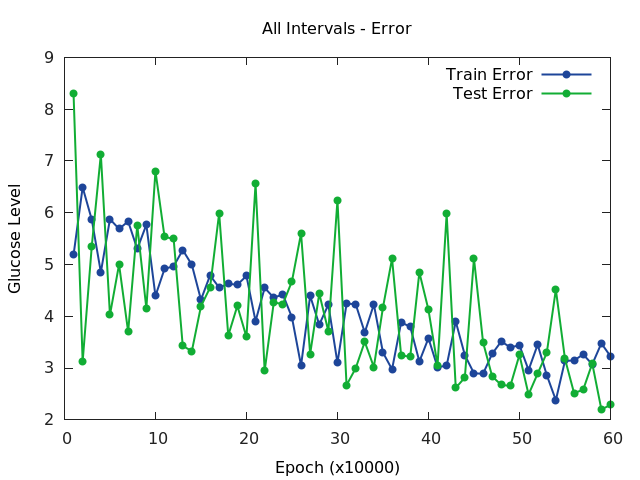 All Intervals - Error
Train Error
Test Error
Glucose Level
9
8
7
6
5
4
3
2
0 10 20 30 40 50 60
Epoch (x10000)